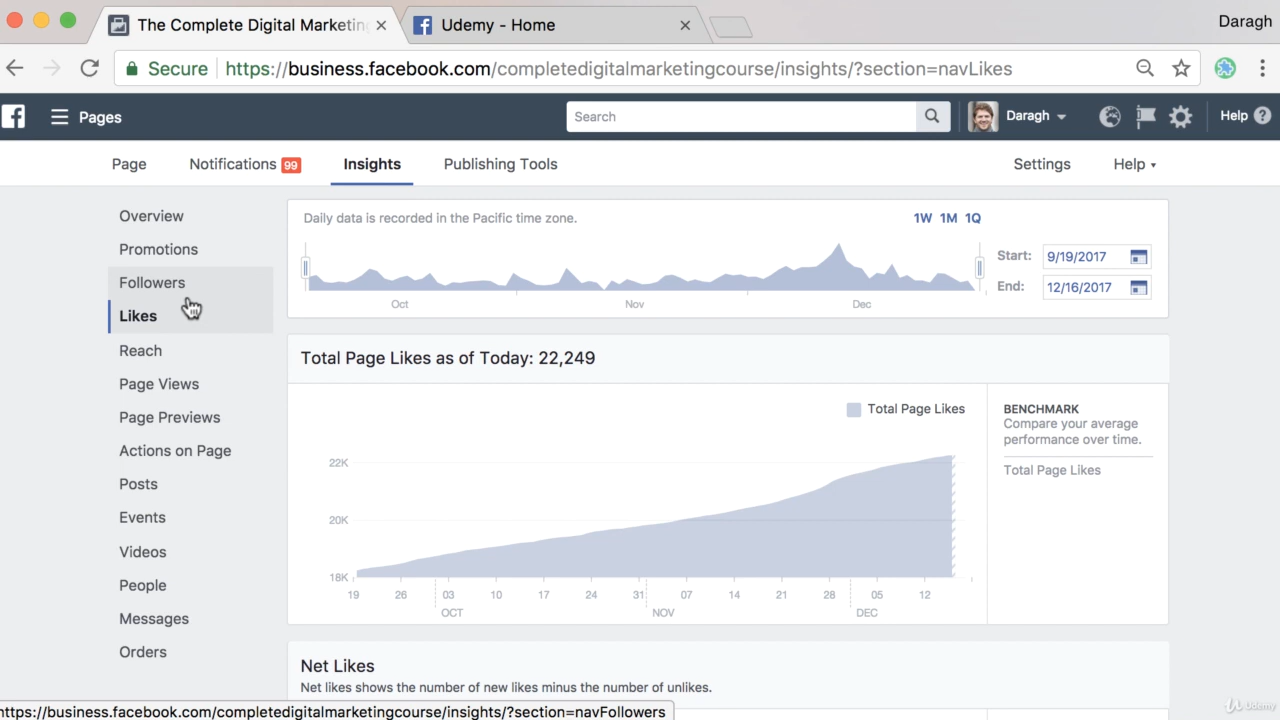 The Complete Digital Marketing
Udemy - Home
Daragh
Secure
https://business.facebook.com/completedigitalmarketingcourse/insights/?section=navLikes
Pages
Search
Daragh
Help
Page
Notifications 99
Insights
Publishing Tools
Settings
Help
Overview
Promotions
Followers
Likes
Reach
Page Views
Page Previews
Actions on Page
Posts
Events
Videos
People
Messages
Orders
Daily data is recorded in the Pacific time zone.
1W 1M 1Q
Start: 9/19/2017
End: 12/16/2017
Oct Nov Dec
Total Page Likes as of Today: 22,249
Total Page Likes
22K
20K
18K
19 26 03 10 17 24 31 07 14 21 28 05 12
OCT NOV DEC
BENCHMARK
Compare your average
performance over time.
Total Page Likes
Net Likes
Net likes shows the number of new likes minus the number of unlikes.
https://business.facebook.com/completedigitalmarketingcourse/insights/?section=navFollowers
Udemy